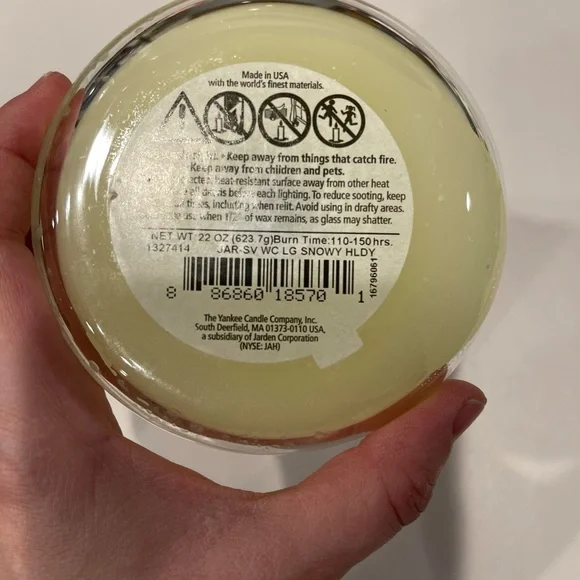 Made in USA
with the world's finest materials.
• Keep away from things that catch fire.
Keep away from children and pets.
heat-resistant surface away from other heat
before each lighting. To reduce sooting, keep
times, including when relit. Avoid using in drafty areas.
use when 1/2" of wax remains, as glass may shatter.
NET WT. 22 OZ (623.7g)Burn Time:110-150hrs.
1327414 JAR-SV WC LG SNOWY HLDY
8 86860 18570 1
16796061
The Yankee Candle Company, Inc.
South Deerfield, MA 01373-0110 USA,
a subsidiary of Jarden Corporation
(NYSE: JAH)